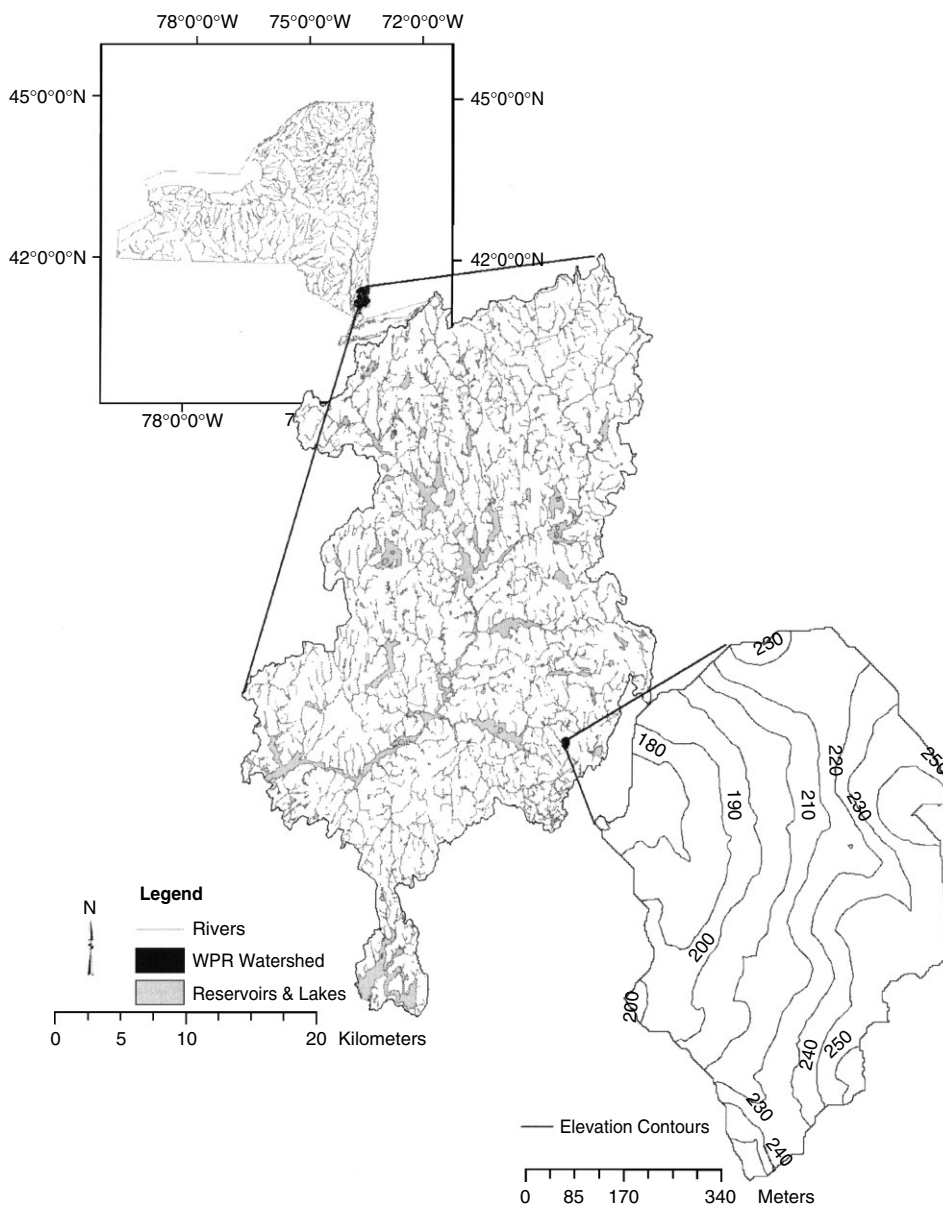 78°0'0"W 75°0'0"W 72°0'0"W
45°0'0"N 45°0'0"N
42°0'0"N 42°0'0"N
78°0'0"W 7
230
180
190
210
220
230
250
200
200
240
250
230
240
N
Legend
Rivers
WPR Watershed
Reservoirs & Lakes
0 5 10 20 Kilometers
Elevation Contours
0 85 170 340 Meters